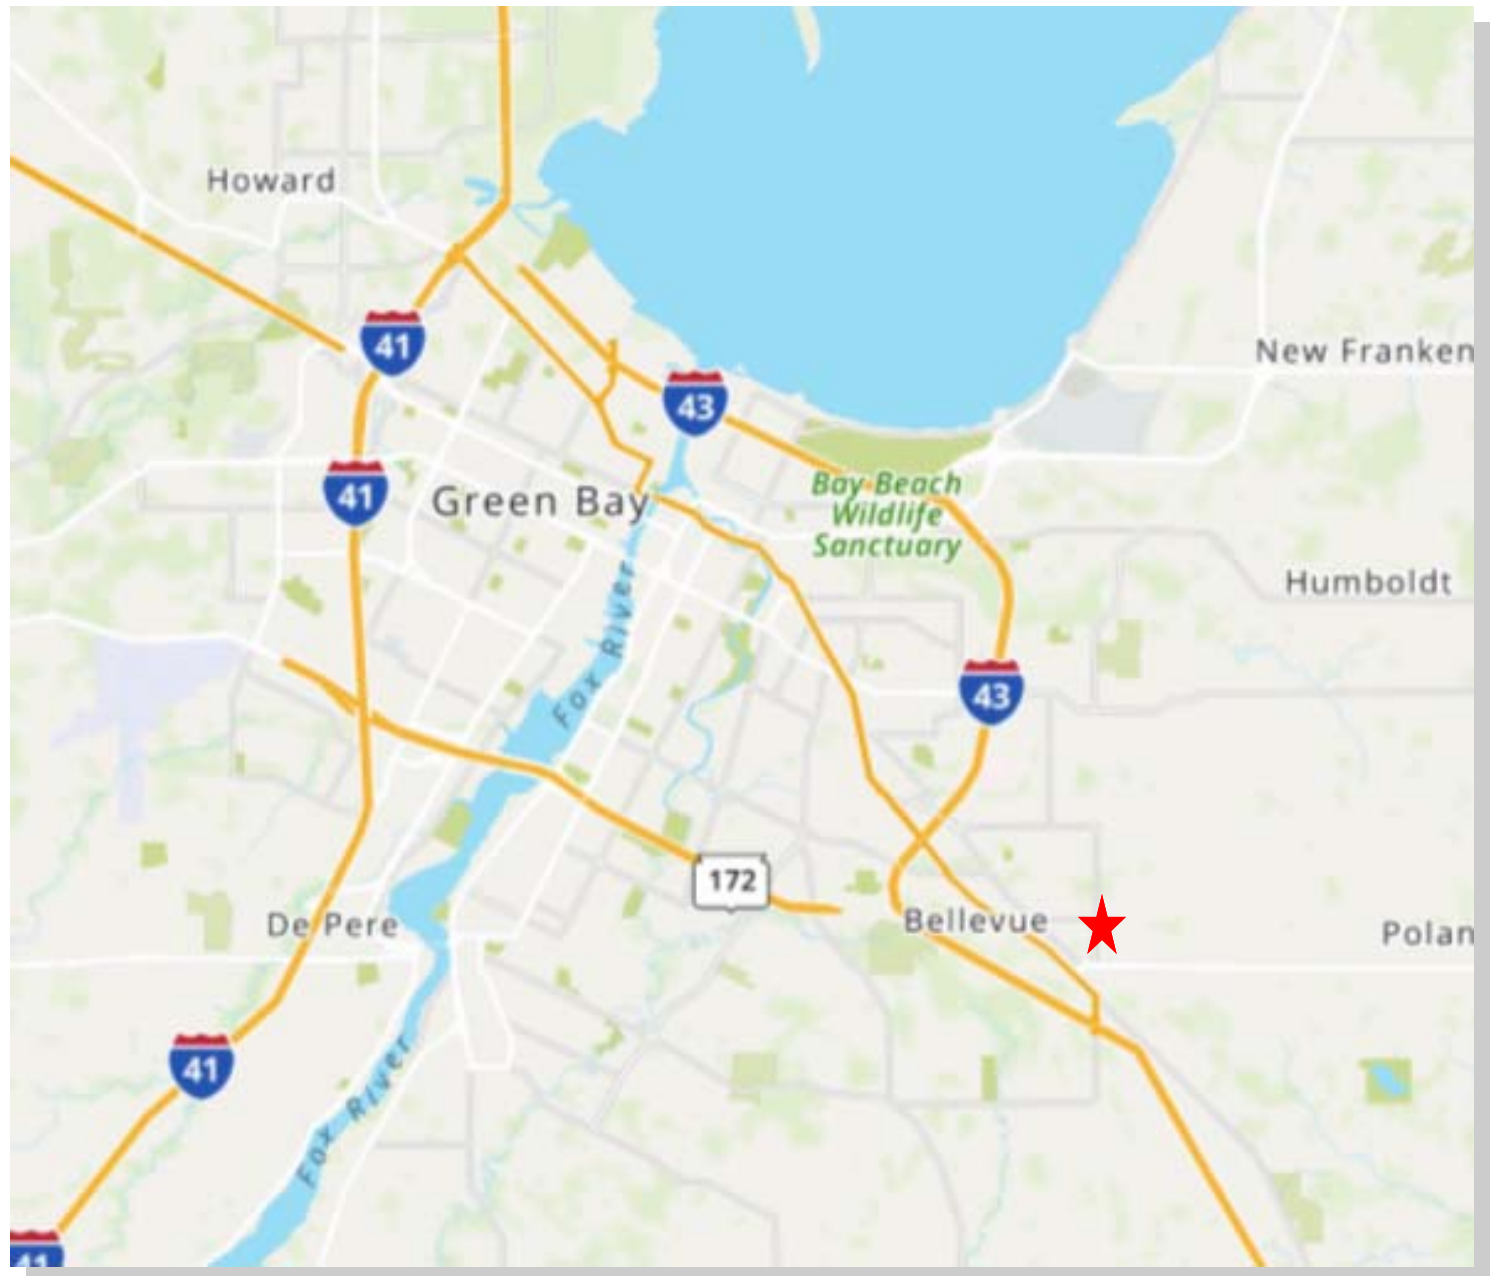 Howard
41
New Franken
43
41
Green Bay
Bay Beach
Wildlife
Sanctuary
Humboldt
Fox River
43
172
De Pere
Bellevue
Polan
41
Fox River
41